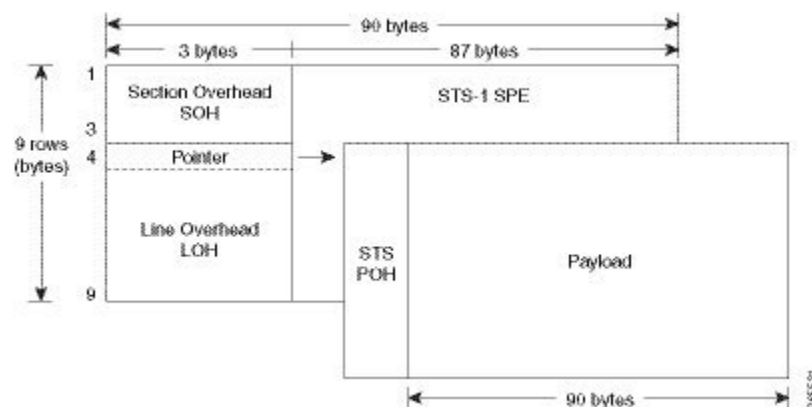 90 bytes
3 bytes
87 bytes
1
Section Overhead
SOH
STS-1 SPE
3
9 rows
(bytes)
4
Pointer
Line Overhead
LOH
STS
POH
Payload
9
90 bytes